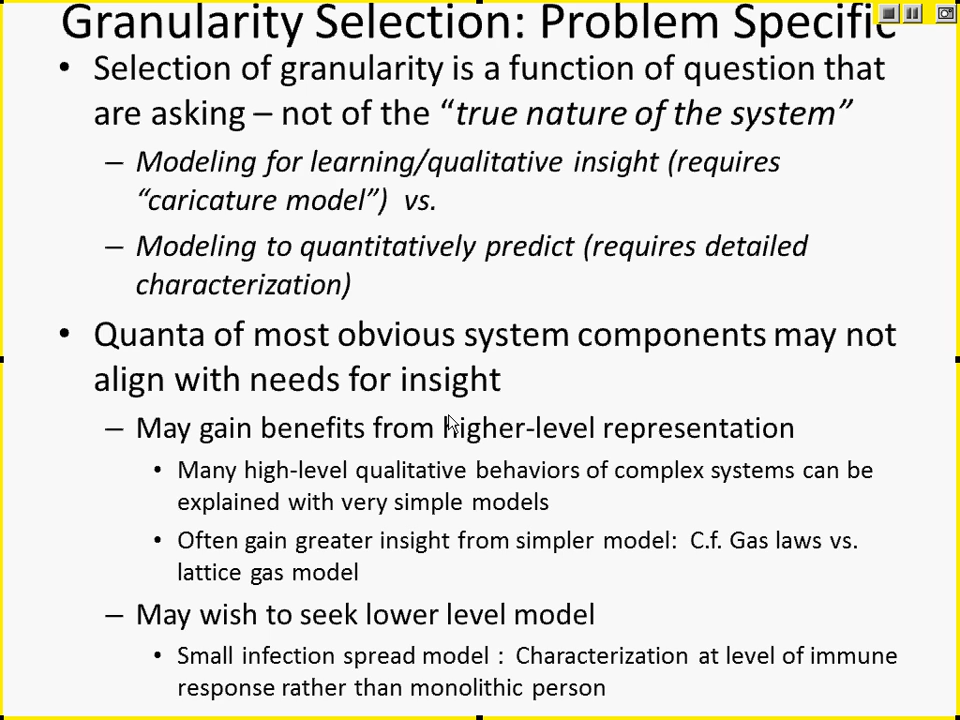 Granularity Selection: Problem Specific
• Selection of granularity is a function of question that
are asking – not of the “true nature of the system”
– Modeling for learning/qualitative insight (requires
“caricature model”) vs.
– Modeling to quantitatively predict (requires detailed
characterization)
• Quanta of most obvious system components may not
align with needs for insight
– May gain benefits from higher-level representation
• Many high-level qualitative behaviors of complex systems can be
explained with very simple models
• Often gain greater insight from simpler model: C.f. Gas laws vs.
lattice gas model
– May wish to seek lower level model
• Small infection spread model : Characterization at level of immune
response rather than monolithic person